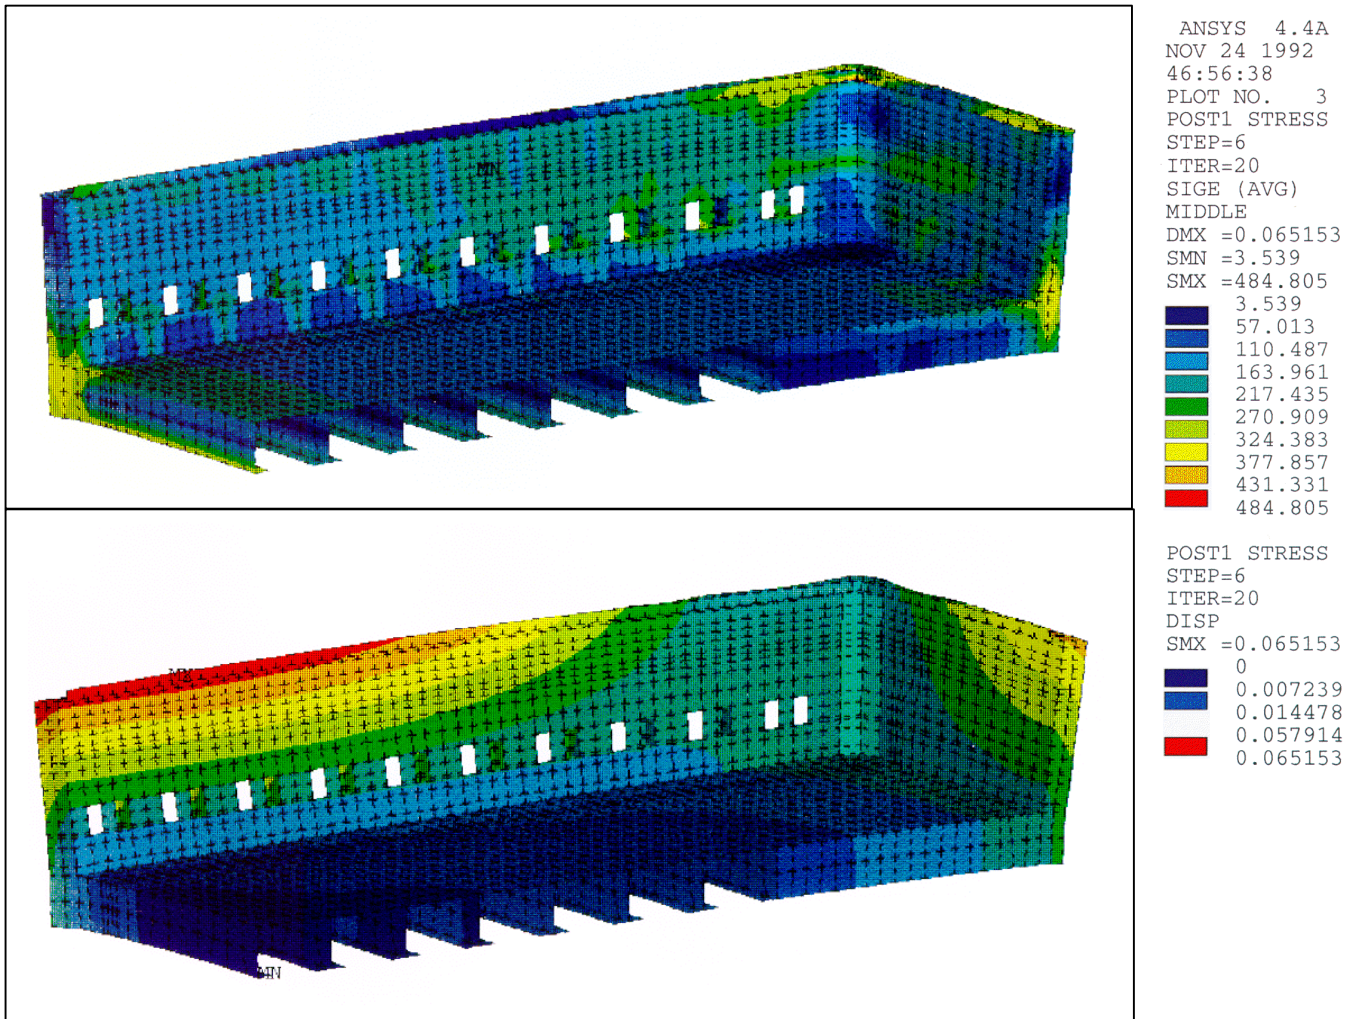 ANSYS 4.4A
NOV 24 1992
46:56:38
PLOT NO. 3
POST1 STRESS
STEP=6
ITER=20
SIGE (AVG)
MIDDLE
DMX =0.065153
SMN =3.539
SMX =484.805
3.539
57.013
110.487
163.961
217.435
270.909
324.383
377.857
431.331
484.805
MN
POST1 STRESS
STEP=6
ITER=20
DISP
SMX =0.065153
0
0.007239
0.014478
0.057914
0.065153
MX
MN